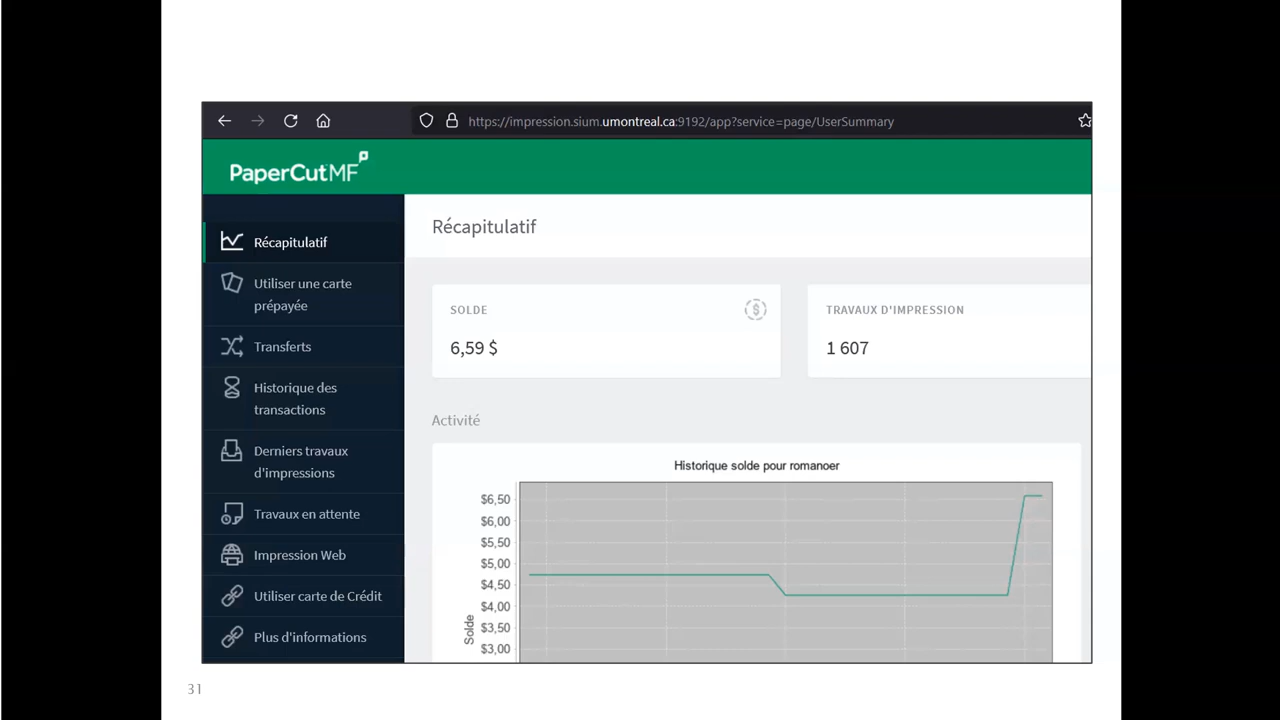 https://impression.sium.umontreal.ca:9192/app?service=page/UserSummary
PaperCut MF
Récapitulatif
Utiliser une carte
prépayée
Transferts
Historique des
transactions
Derniers travaux
d'impressions
Travaux en attente
Impression Web
Utiliser carte de Crédit
Plus d'informations
Récapitulatif
SOLDE
6,59 $
TRAVAUX D'IMPRESSION
1 607
Activité
Historique solde pour romanoer
$6,50
$6,00
$5,50
$5,00
$4,50
$4,00
$3,50
$3,00
Solde
31